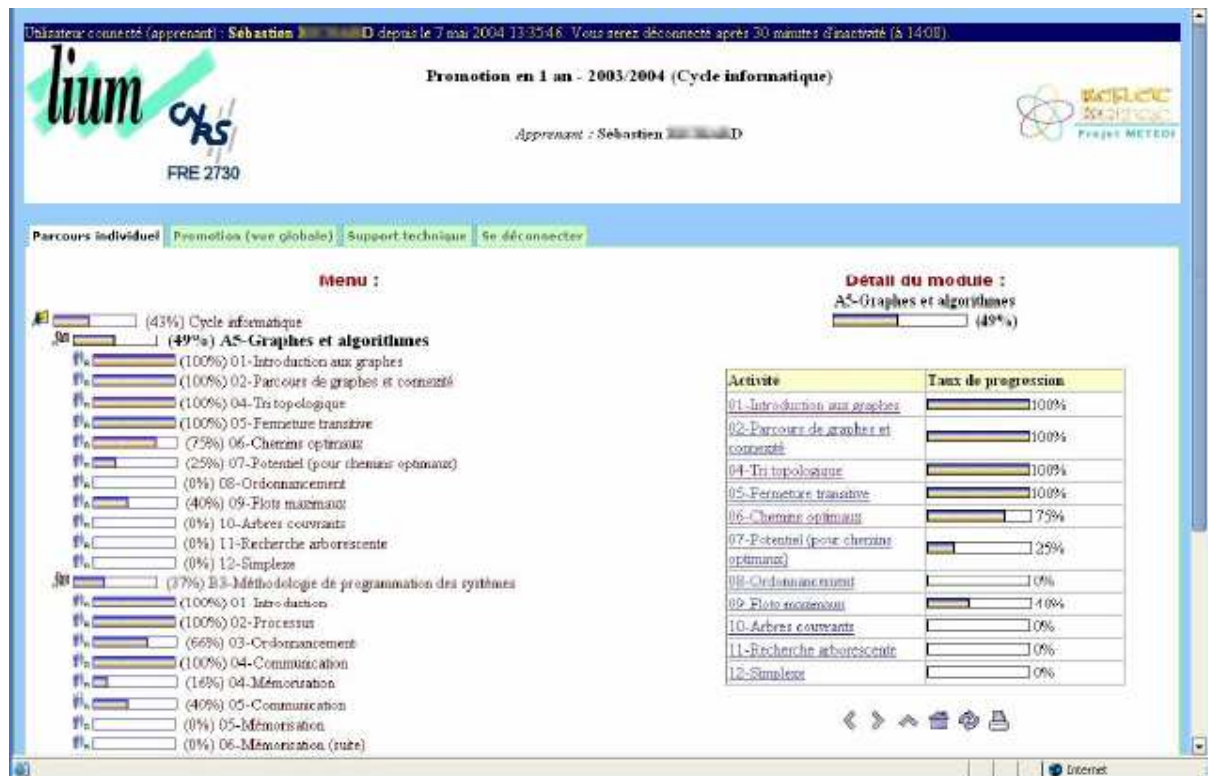 Utilisateur connecté (apprenant) : Sébastien D depuis le 7 mai 2004 13:35:46. Vous serez déconnecté après 30 minutes d'inactivité (à 14:08).
lium
CNRS
FRE 2730
Promotion en 1 an - 2003/2004 (Cycle informatique)
Apprenant : Sébastien D
Projet METEOR
Parcours individuel
Promotion (vue globale)
Support technique
Se déconnecter
Menu :
(43%) Cycle informatique
(49%) A5-Graphes et algorithmes
(100%) 01-Introduction aux graphes
(100%) 02-Parcours de graphes et connexité
(100%) 04-Tri topologique
(100%) 05-Fermeture transitive
(75%) 06-Chemins optimaux
(25%) 07-Potentiel (pour chemins optimaux)
(0%) 08-Ordonnancement
(40%) 09-Flots maximaux
(0%) 10-Arbres couvrants
(0%) 11-Recherche arborescente
(0%) 12-Simplexe
(37%) B3-Méthodologie de programmation des systèmes
(100%) 01-Introduction
(100%) 02-Processus
(66%) 03-Ordonnancement
(100%) 04-Communication
(16%) 04-Mémorisation
(40%) 05-Communication
(0%) 05-Mémorisation
(0%) 06-Mémorisation (suite)
Détail du module :
A5-Graphes et algorithmes
(49%)
Activité Taux de progression
01-Introduction aux graphes 100%
02-Parcours de graphes et
connexité 100%
04-Tri topologique 100%
05-Fermeture transitive 100%
06-Chemins optimaux 75%
07-Potentiel (pour chemins
optimaux) 25%
08-Ordonnancement 0%
09-Flots maximaux 40%
10-Arbres couvrants 0%
11-Recherche arborescente 0%
12-Simplexe 0%
Internet